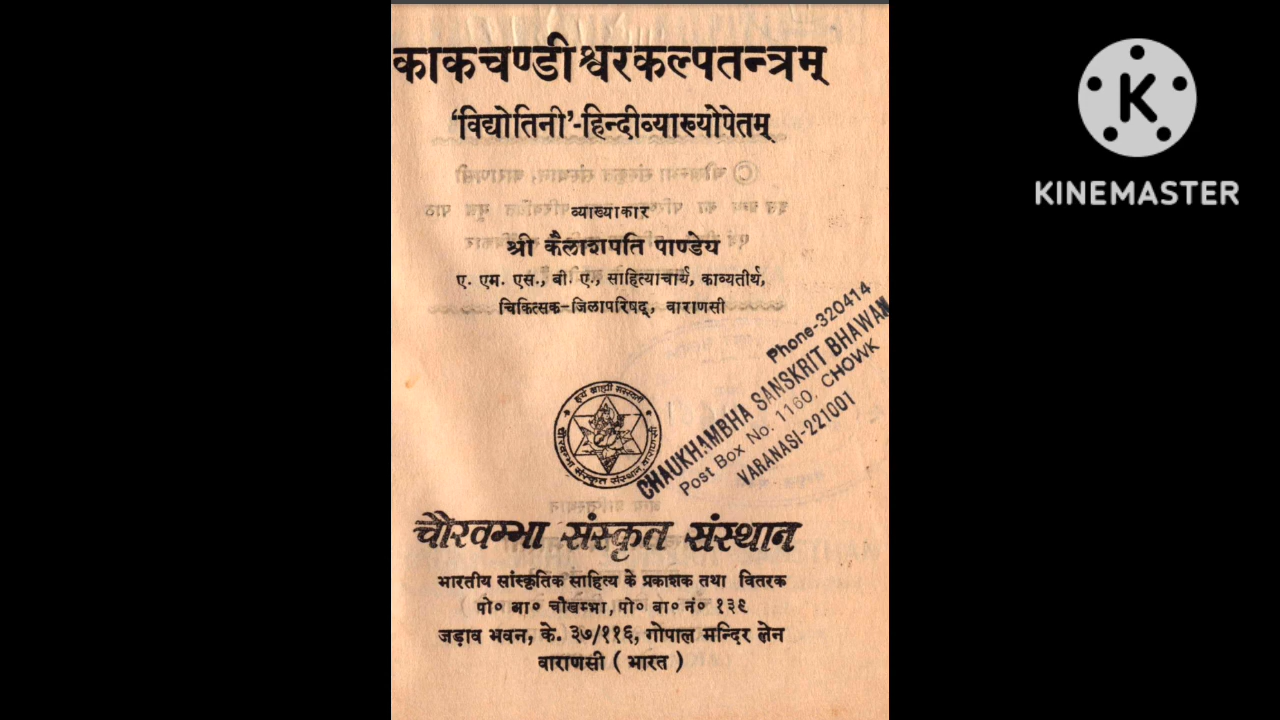 काकचण्डीश्वरकल्पतन्त्रम्
‘विद्योतिनी’-हिन्दीव्याख्योपेतम्
व्याख्याकार
श्री कैलाशपति पाण्डेय
ए. एम. एस., बी. ए., साहित्याचार्य, काव्यतीर्थ,
चिकित्सक-जिलापरिषद्, वाराणसी
Phone-320414
CHAUKHAMBHA SANSKRIT BHAWAN
Post Box No. 1160, CHOWK
VARANASI-221001
चौखम्भा संस्कृत संस्थान वाराणसी
चौखम्भा संस्कृत संस्थान
भारतीय सांस्कृतिक साहित्य के प्रकाशक तथा वितरक
पो० आ० चौखम्भा, पो० बा० नं० १३९
जड़ाव भवन, के. ३७/११६, गोपाल मन्दिर लेन
वाराणसी ( भारत )
K
KINEMASTER